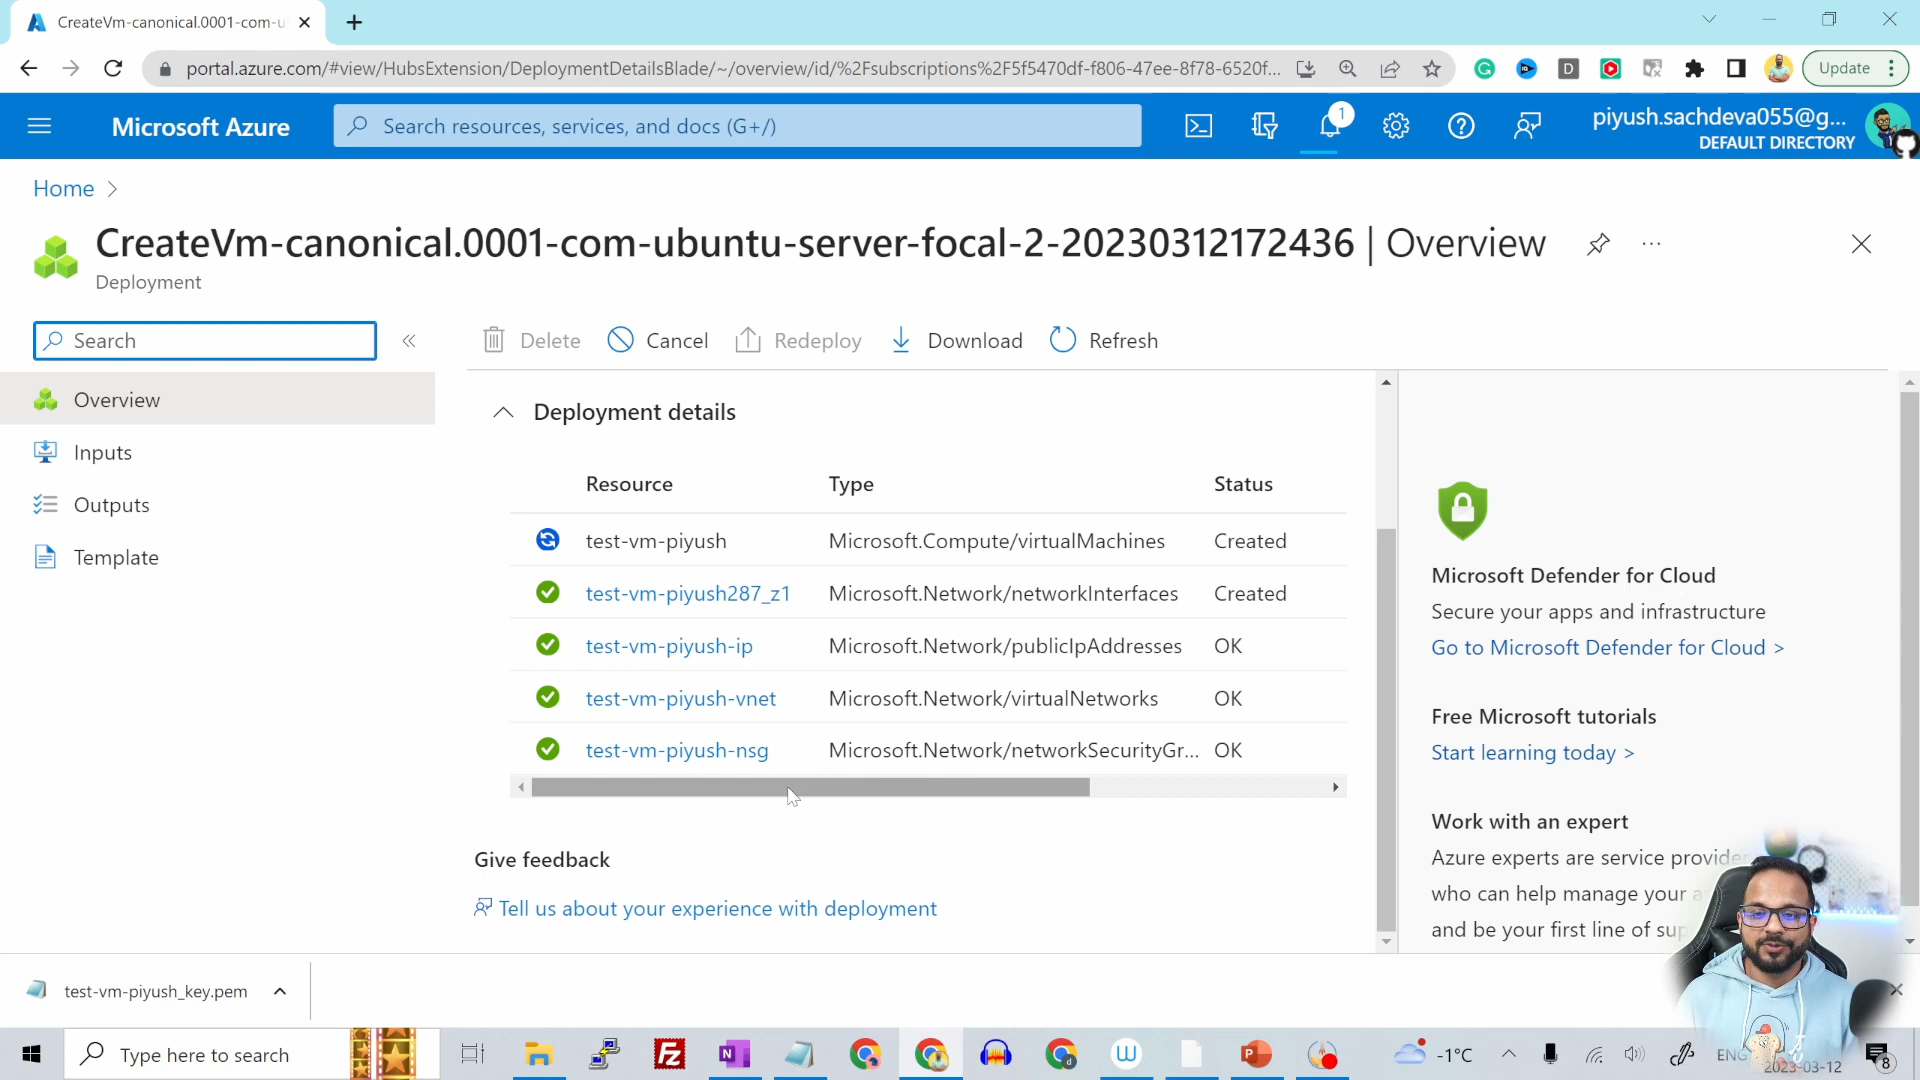 CreateVm-canonical.0001-com-u
portal.azure.com/#view/HubsExtension/DeploymentDetailsBlade/~/overview/id/%2Fsubscriptions%2F5f5470df-f806-47ee-8f78-6520f...
Update
Microsoft Azure
Search resources, services, and docs (G+/)
1
piyush.sachdeva055@g...
DEFAULT DIRECTORY
Home >
CreateVm-canonical.0001-com-ubuntu-server-focal-2-20230312172436 | Overview
Deployment
Search
Delete
Cancel
Redeploy
Download
Refresh
Overview
Inputs
Outputs
Template
Deployment details
Resource Type Status
test-vm-piyush Microsoft.Compute/virtualMachines Created
test-vm-piyush287_z1 Microsoft.Network/networkInterfaces Created
test-vm-piyush-ip Microsoft.Network/publicIpAddresses OK
test-vm-piyush-vnet Microsoft.Network/virtualNetworks OK
test-vm-piyush-nsg Microsoft.Network/networkSecurityGr... OK
Give feedback
Tell us about your experience with deployment
Microsoft Defender for Cloud
Secure your apps and infrastructure
Go to Microsoft Defender for Cloud >
Free Microsoft tutorials
Start learning today >
Work with an expert
Azure experts are service provide
who can help manage your
and be your first line of
test-vm-piyush_key.pem
Type here to search
-1°C
ENG
2023-03-12
8